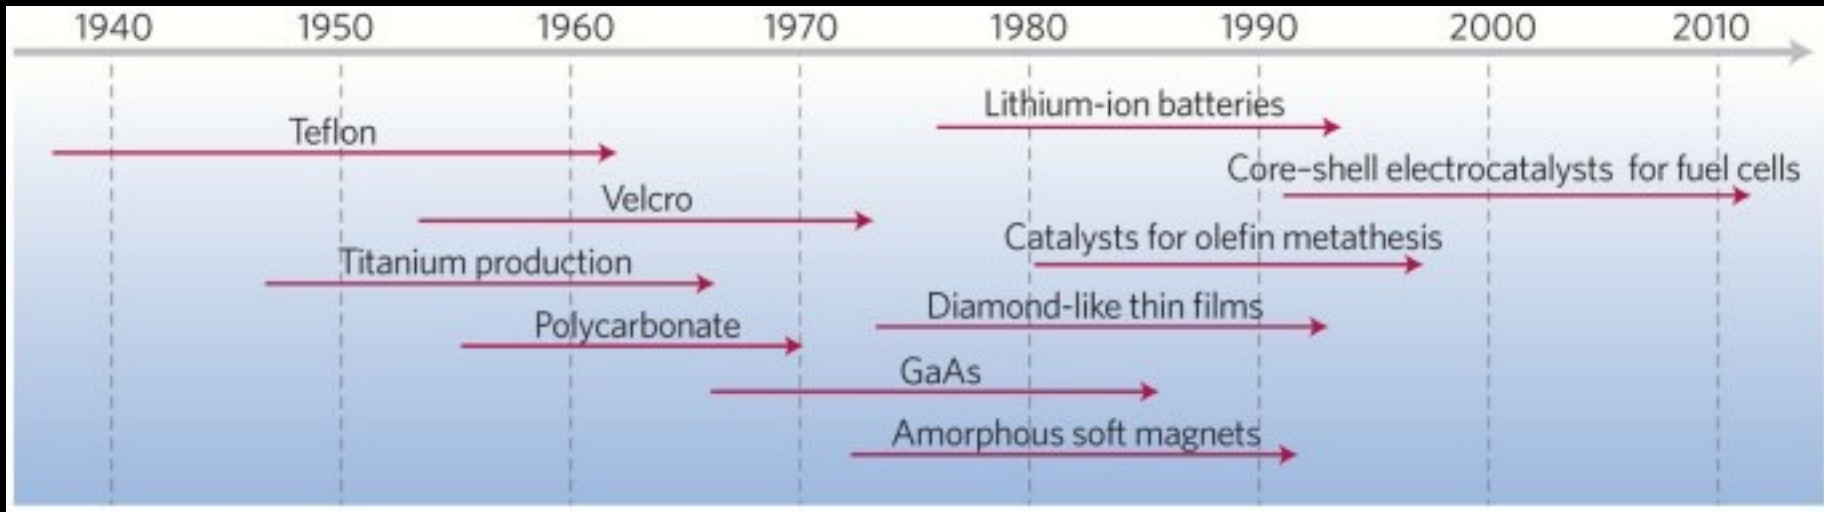 1940 1950 1960 1970 1980 1990 2000 2010
Lithium-ion batteries
Teflon
Core–shell electrocatalysts for fuel cells
Velcro
Catalysts for olefin metathesis
Titanium production
Diamond-like thin films
Polycarbonate
GaAs
Amorphous soft magnets